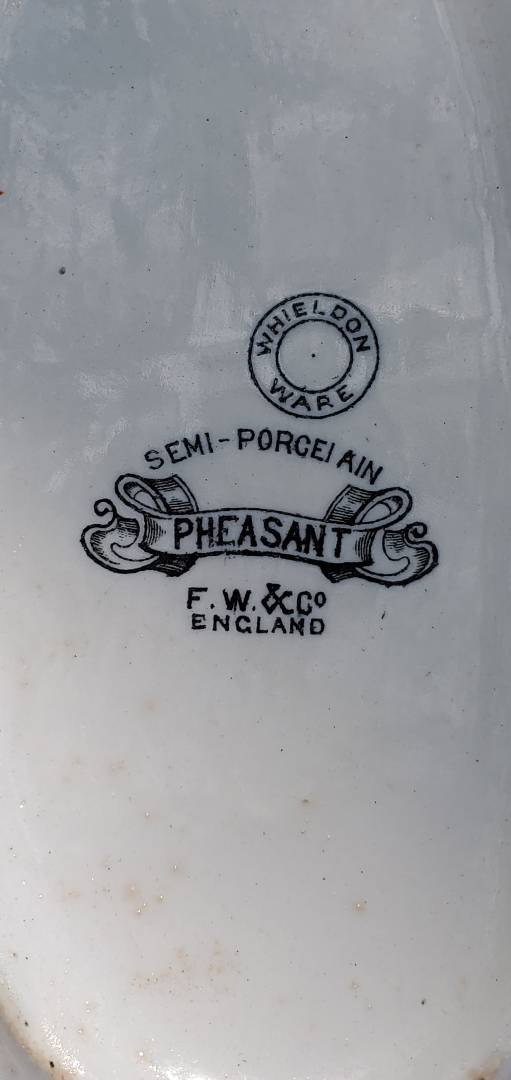 WHIELDON
WARE
SEMI-PORCELAIN
PHEASANT
F. W. & Co
ENGLAND